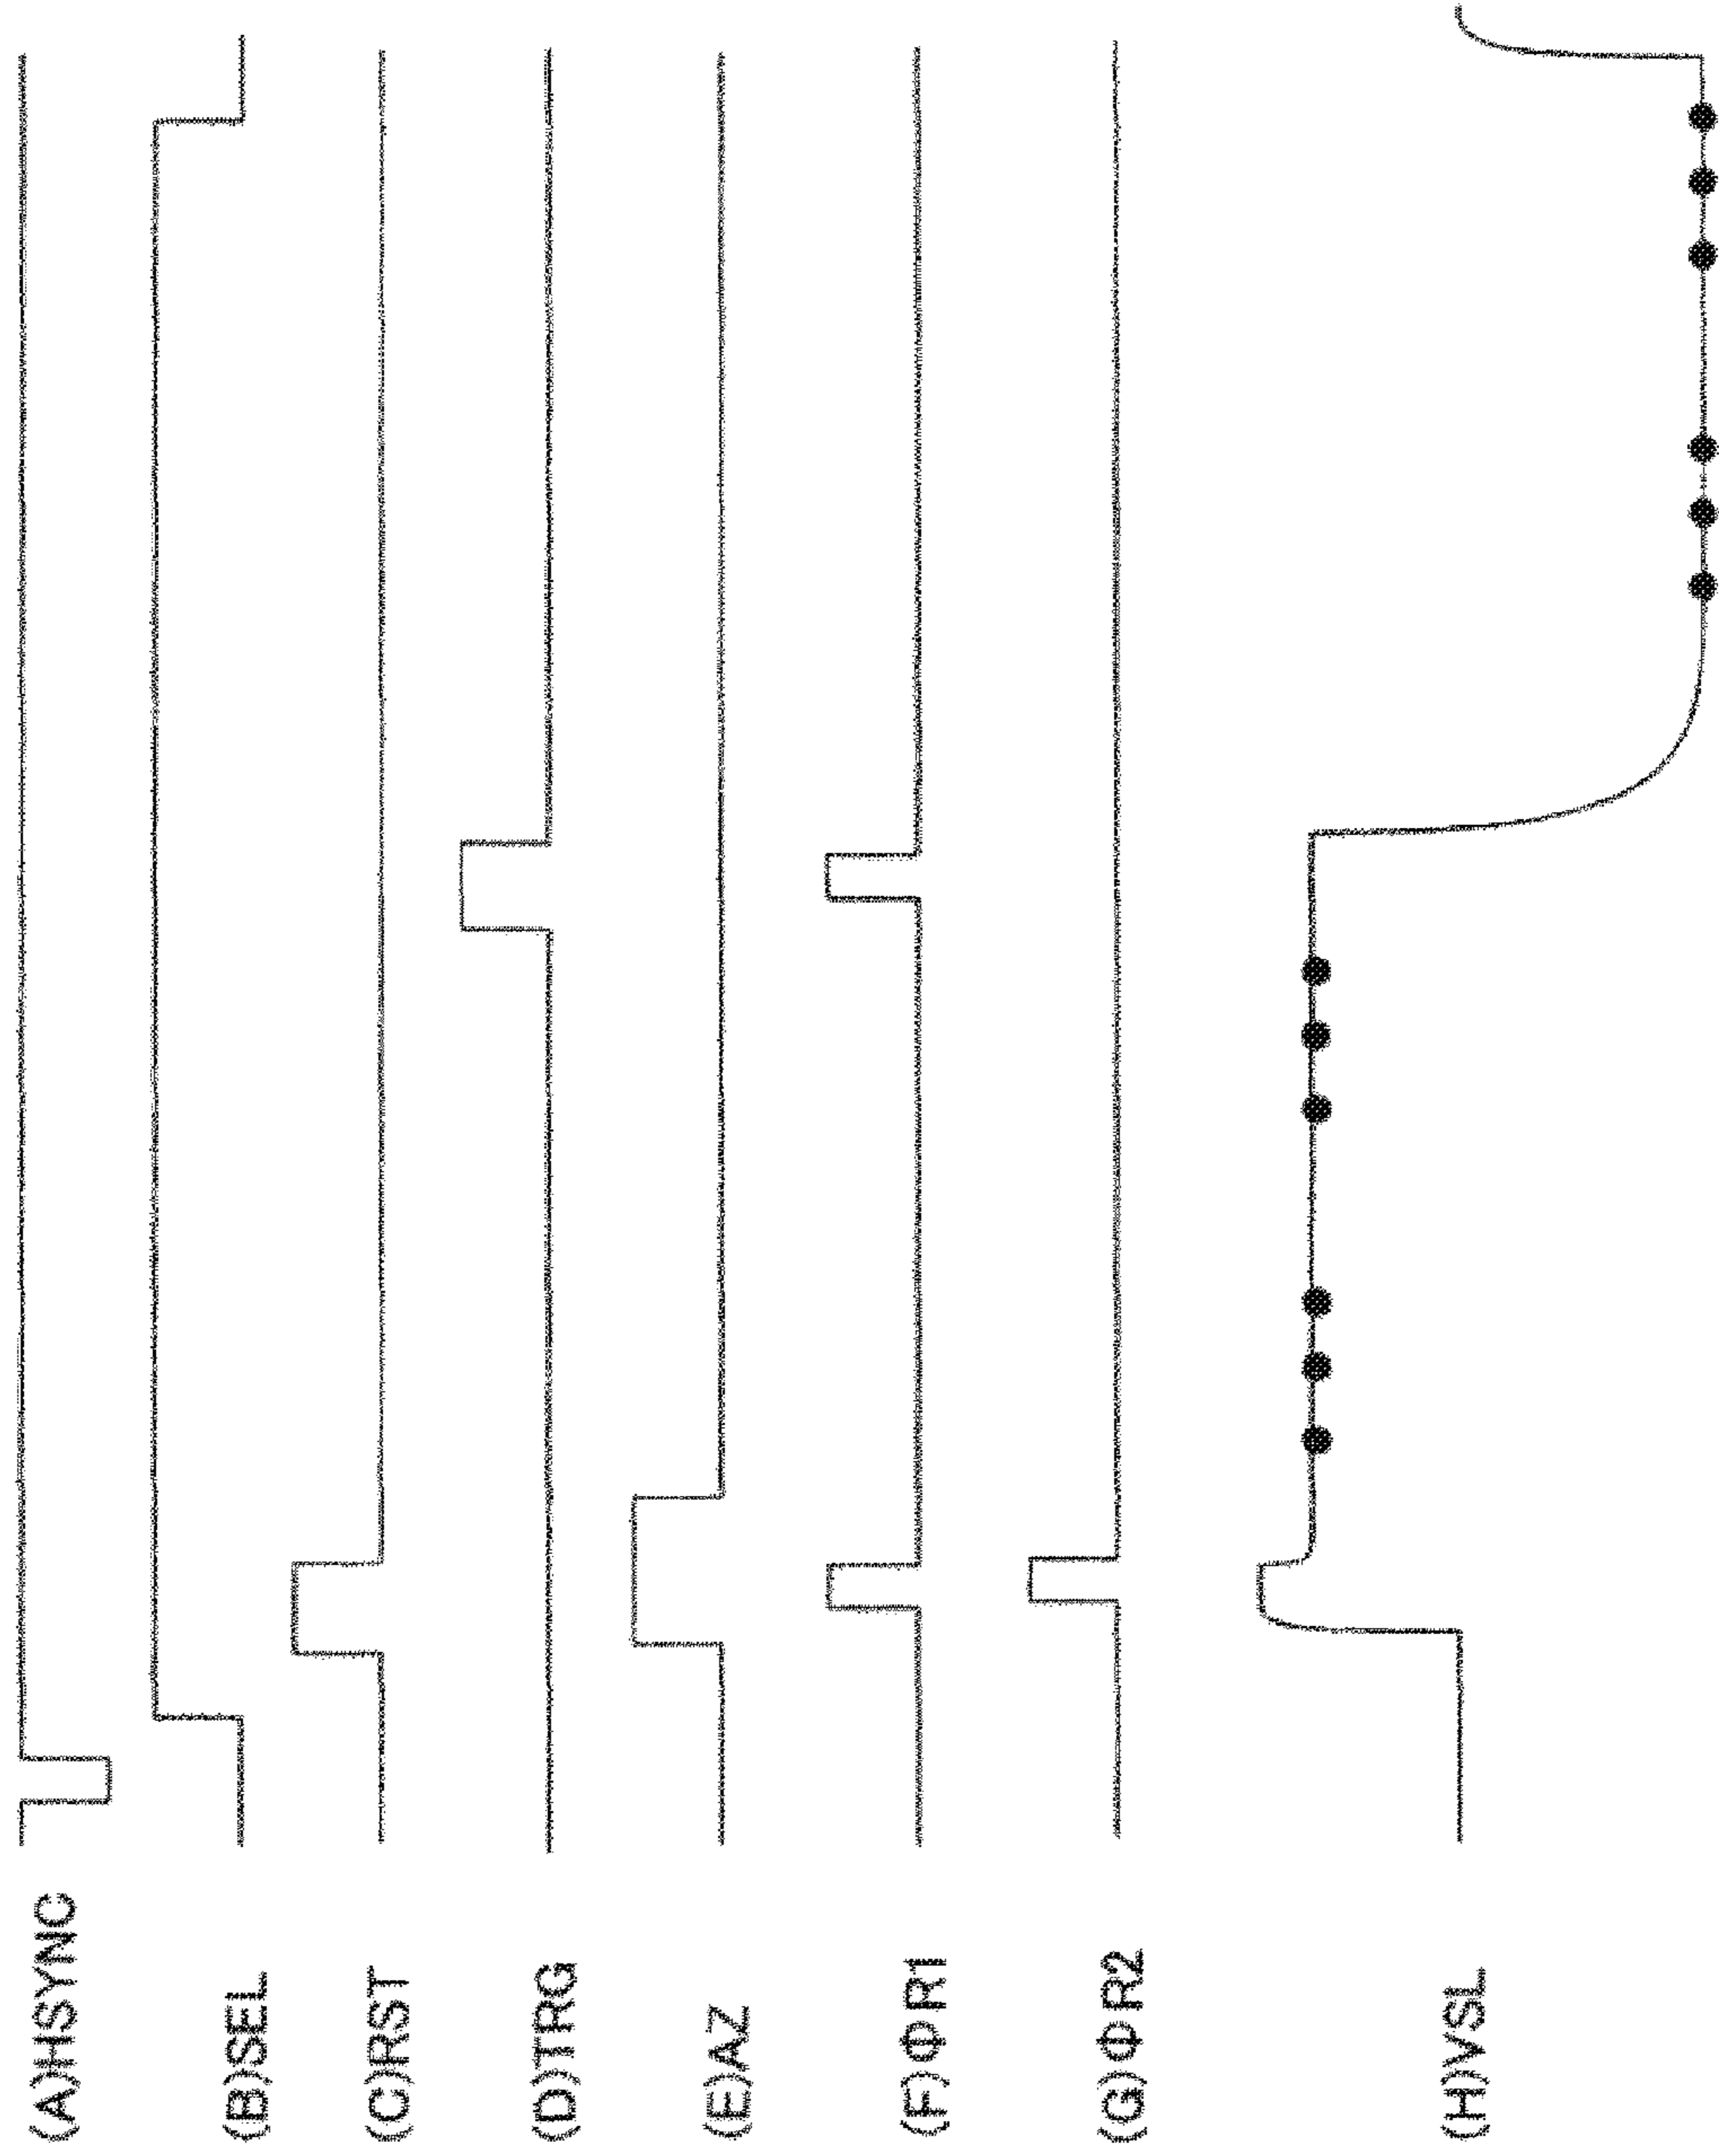 (A)HSYNC
(B)SEL
(C)RST
(D)TRG
(E)AZ
(F)ΦR1
(G)ΦR2
(H)VSL